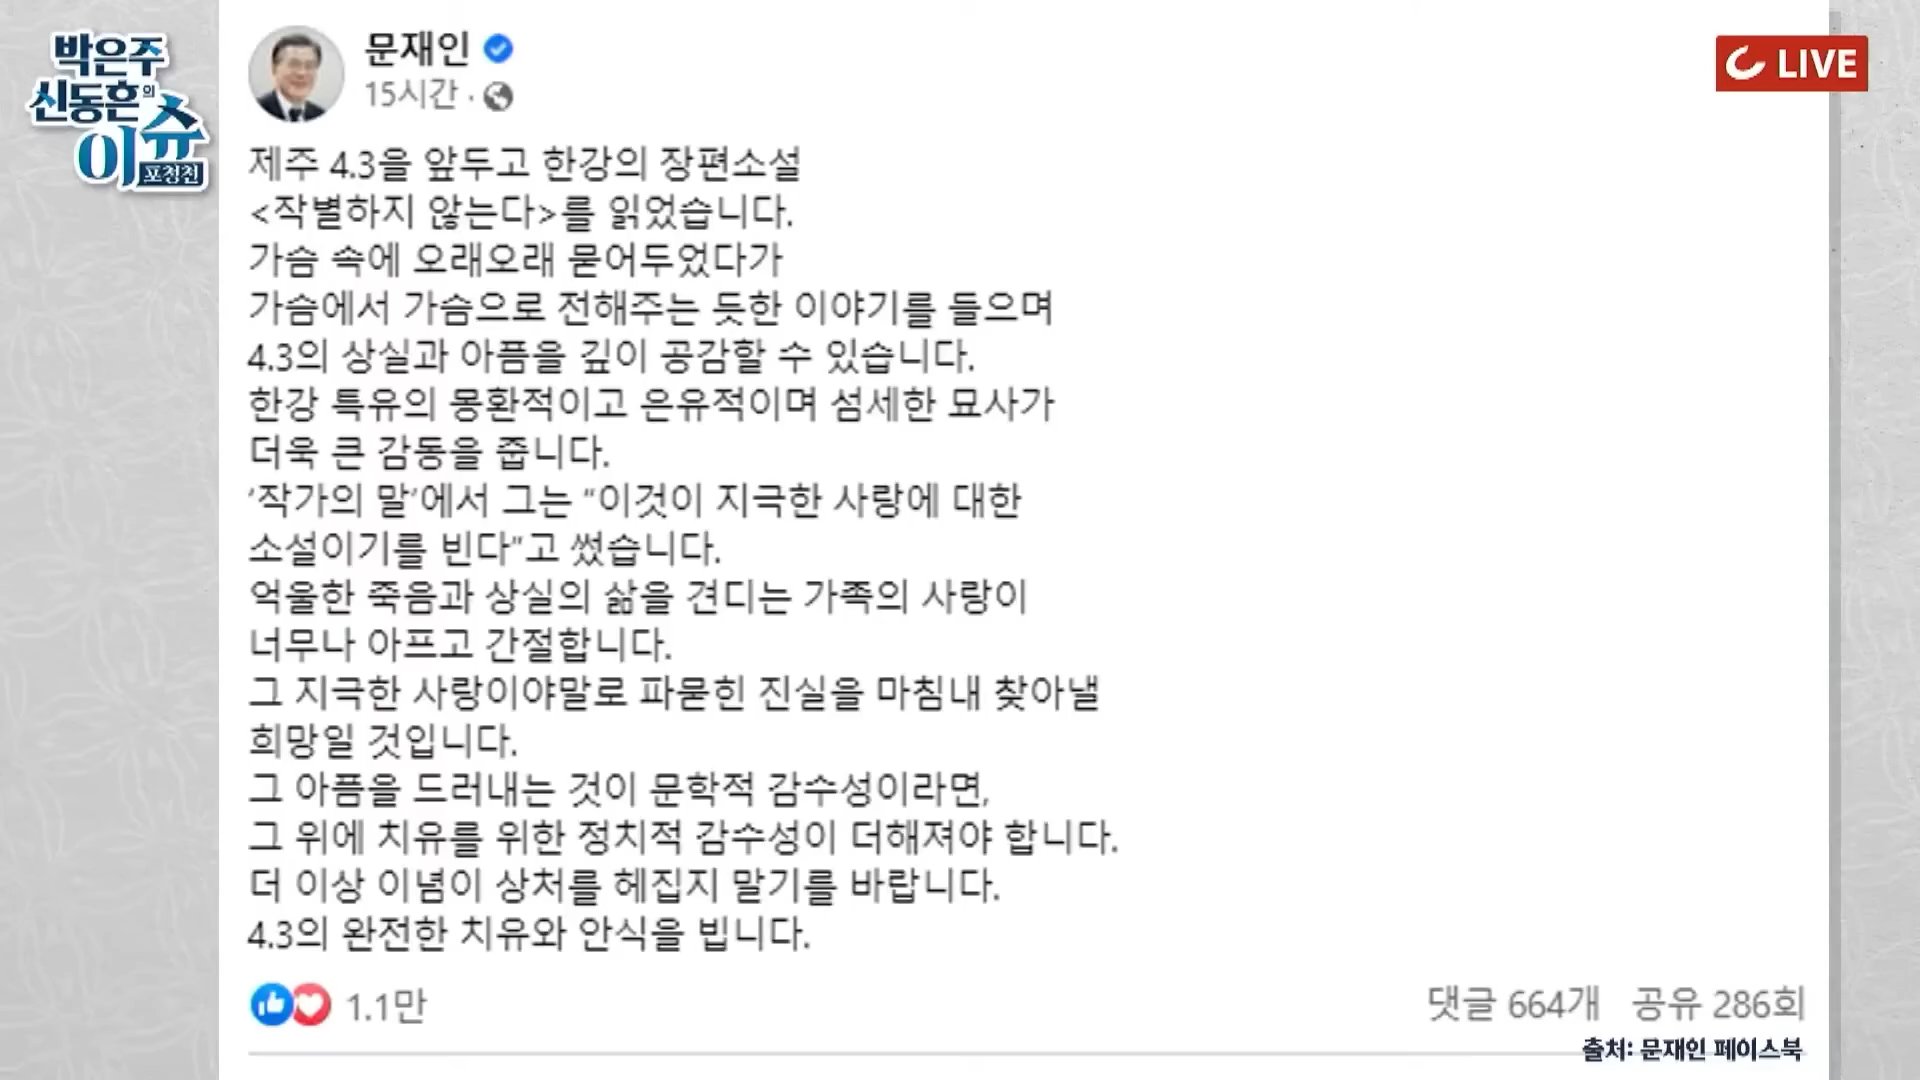 박은주
신동흔의
이슈
포청천
LIVE
문재인
15시간 ·
제주 4.3을 앞두고 한강의 장편소설
<작별하지 않는다>를 읽었습니다.
가슴 속에 오래오래 묻어두었다가
가슴에서 가슴으로 전해주는 듯한 이야기를 들으며
4.3의 상실과 아픔을 깊이 공감할 수 있습니다.
한강 특유의 몽환적이고 은유적이며 섬세한 묘사가
더욱 큰 감동을 줍니다.
‘작가의 말’에서 그는 “이것이 지극한 사랑에 대한
소설이기를 빈다”고 썼습니다.
억울한 죽음과 상실의 삶을 견디는 가족의 사랑이
너무나 아프고 간절합니다.
그 지극한 사랑이야말로 파묻힌 진실을 마침내 찾아낼
희망일 것입니다.
그 아픔을 드러내는 것이 문학적 감수성이라면,
그 위에 치유를 위한 정치적 감수성이 더해져야 합니다.
더 이상 이념이 상처를 헤집지 말기를 바랍니다.
4.3의 완전한 치유와 안식을 빕니다.
1.1만
댓글 664개 공유 286회
출처: 문재인 페이스북